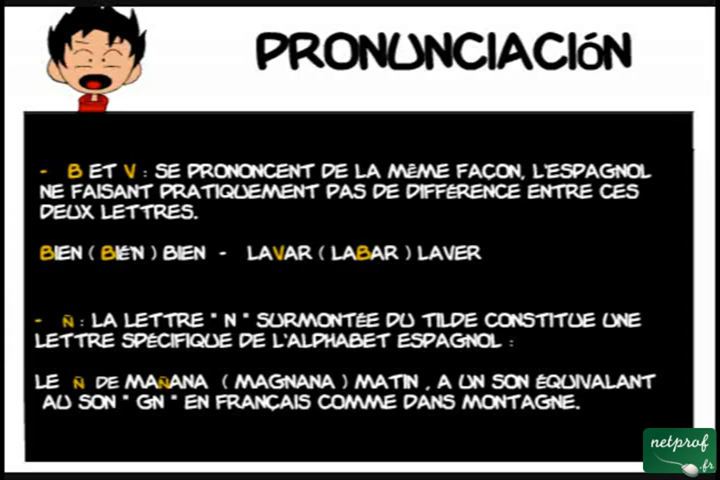 PRONUNCIACIÓN
- B ET V : SE PRONONCENT DE LA MÊME FAÇON, L'ESPAGNOL
NE FAISANT PRATIQUEMENT PAS DE DIFFÉRENCE ENTRE CES
DEUX LETTRES.
BIEN ( BIÉ'N ) BIEN - LAVAR ( LABAR ) LAVER
- Ñ : LA LETTRE " N " SURMONTÉE DU TILDE CONSTITUE UNE
LETTRE SPÉCIFIQUE DE L'ALPHABET ESPAGNOL :
LE Ñ DE MAÑANA ( MAGNANA ) MATIN , A UN SON ÉQUIVALANT
AU SON " GN " EN FRANÇAIS COMME DANS MONTAGNE.
netprof
.fr